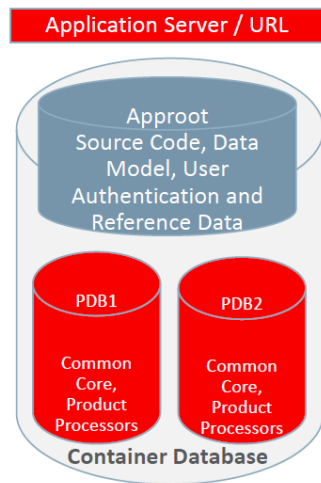 Application Server / URL
Approot
Source Code, Data
Model, User
Authentication and
Reference Data
PDB1
Common
Core,
Product
Processors
PDB2
Common
Core,
Product
Processors
Container Database